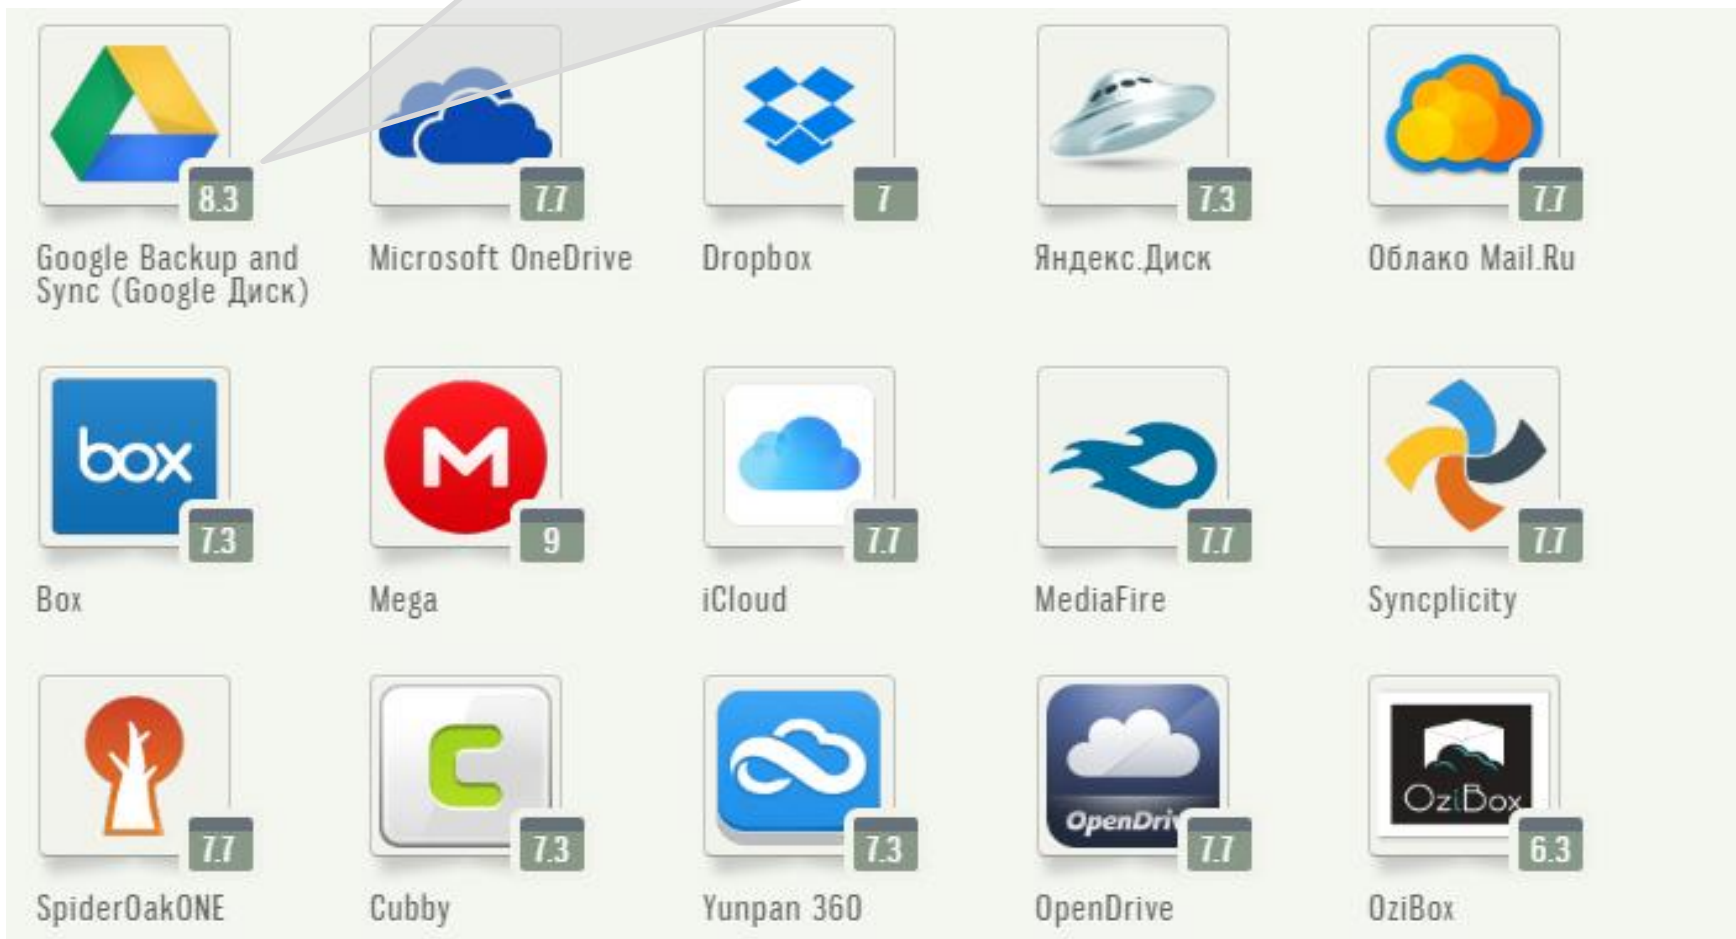 8.3
7.7
7
7.3
7.7
Google Backup and
Sync (Google Диск)
Microsoft OneDrive
Dropbox
Яндекс.Диск
Облако Mail.Ru
box
7.3
M
9
7.7
7.7
7.7
Box
Mega
iCloud
MediaFire
Syncplicity
7.7
C
7.3
7.3
OpenDriv
7.7
OziBox
6.3
SpiderOakONE
Cubby
Yunpan 360
OpenDrive
OziBox